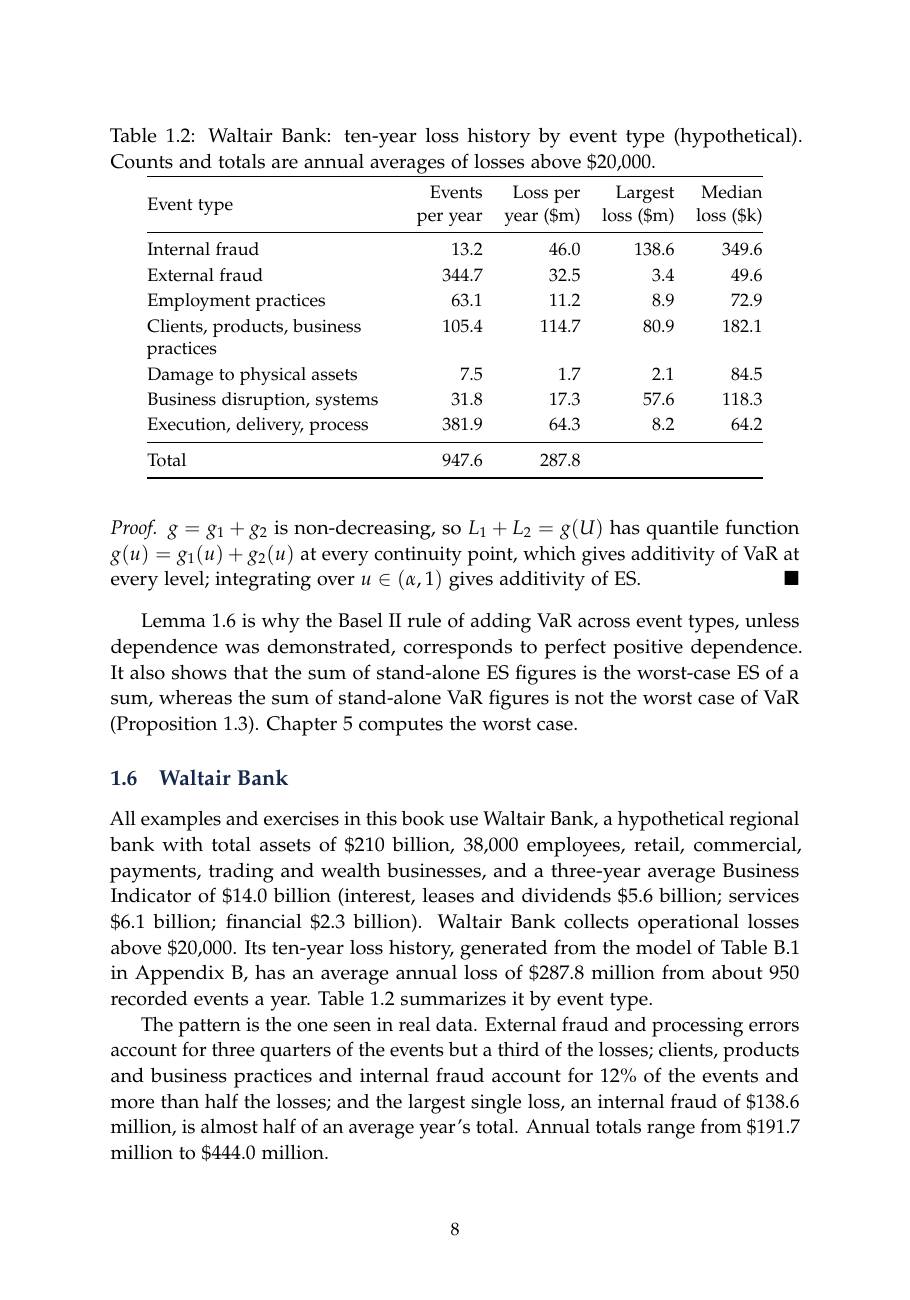 Table 1.2: Waltair Bank: ten-year loss history by event type (hypothetical).
Counts and totals are annual averages of losses above $20,000.
Event type Events per year Loss per year ($m) Largest loss ($m) Median loss ($k)
Internal fraud 13.2 46.0 138.6 349.6
External fraud 344.7 32.5 3.4 49.6
Employment practices 63.1 11.2 8.9 72.9
Clients, products, business 105.4 114.7 80.9 182.1
practices
Damage to physical assets 7.5 1.7 2.1 84.5
Business disruption, systems 31.8 17.3 57.6 118.3
Execution, delivery, process 381.9 64.3 8.2 64.2
Total 947.6 287.8
Proof. g = g₁ + g₂ is non-decreasing, so L₁ + L₂ = g(U) has quantile function
g(u) = g₁(u) + g₂(u) at every continuity point, which gives additivity of VaR at
every level; integrating over u ∈ (α, 1) gives additivity of ES. ■
Lemma 1.6 is why the Basel II rule of adding VaR across event types, unless
dependence was demonstrated, corresponds to perfect positive dependence.
It also shows that the sum of stand-alone ES figures is the worst-case ES of a
sum, whereas the sum of stand-alone VaR figures is not the worst case of VaR
(Proposition 1.3). Chapter 5 computes the worst case.
1.6 Waltair Bank
All examples and exercises in this book use Waltair Bank, a hypothetical regional
bank with total assets of $210 billion, 38,000 employees, retail, commercial,
payments, trading and wealth businesses, and a three-year average Business
Indicator of $14.0 billion (interest, leases and dividends $5.6 billion; services
$6.1 billion; financial $2.3 billion). Waltair Bank collects operational losses
above $20,000. Its ten-year loss history, generated from the model of Table B.1
in Appendix B, has an average annual loss of $287.8 million from about 950
recorded events a year. Table 1.2 summarizes it by event type.
The pattern is the one seen in real data. External fraud and processing errors
account for three quarters of the events but a third of the losses; clients, products
and business practices and internal fraud account for 12% of the events and
more than half the losses; and the largest single loss, an internal fraud of $138.6
million, is almost half of an average year's total. Annual totals range from $191.7
million to $444.0 million.
8